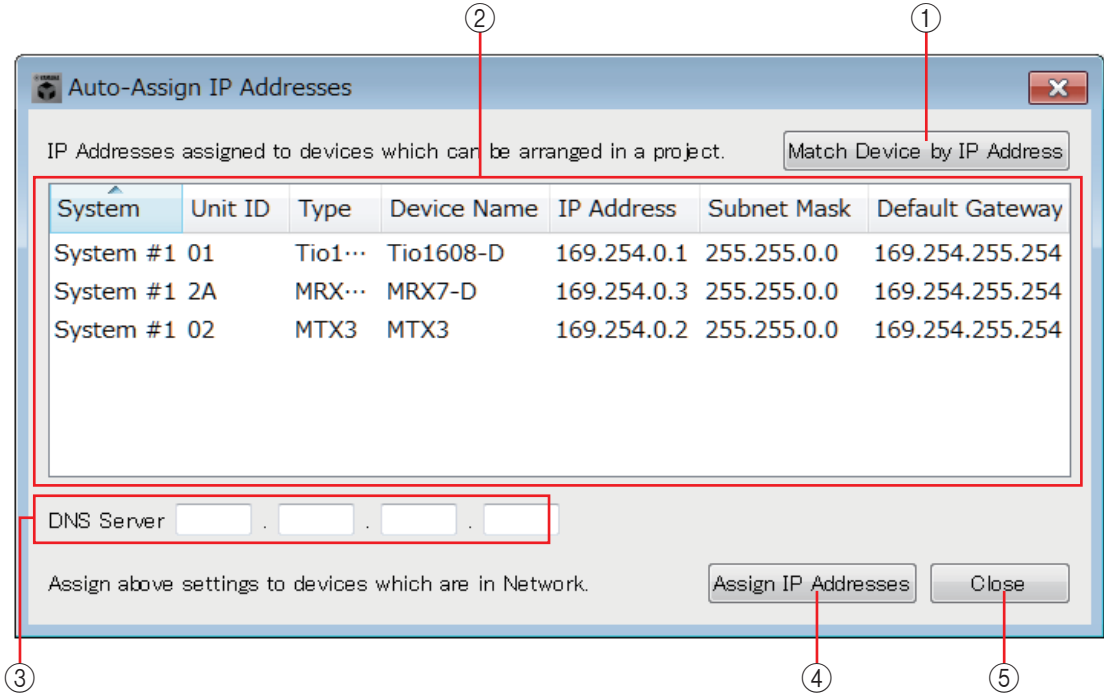 ② ①
Auto-Assign IP Addresses
IP Addresses assigned to devices which can be arranged in a project. Match Device by IP Address
System Unit ID Type Device Name IP Address Subnet Mask Default Gateway
System #1 01 Tio1··· Tio1608-D 169.254.0.1 255.255.0.0 169.254.255.254
System #1 2A MRX··· MRX7-D 169.254.0.3 255.255.0.0 169.254.255.254
System #1 02 MTX3 MTX3 169.254.0.2 255.255.0.0 169.254.255.254
DNS Server . . .
Assign above settings to devices which are in Network. Assign IP Addresses Close
③ ④ ⑤